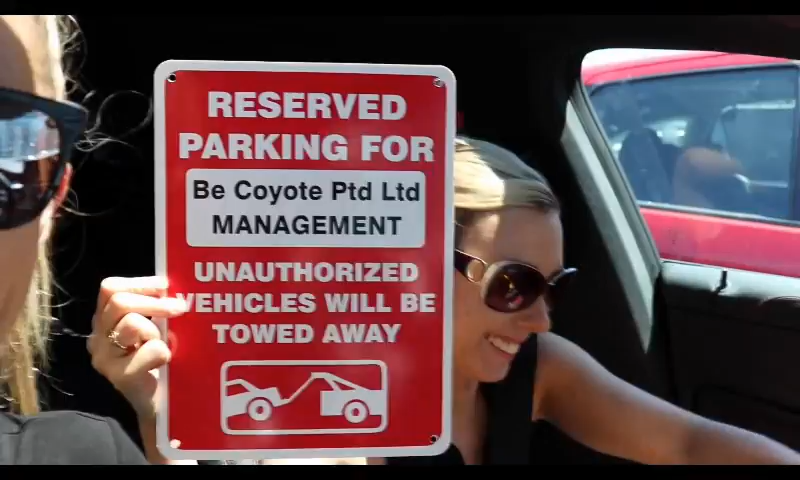 RESERVED
PARKING FOR
Be Coyote Ptd Ltd
MANAGEMENT
UNAUTHORIZED
VEHICLES WILL BE
TOWED AWAY